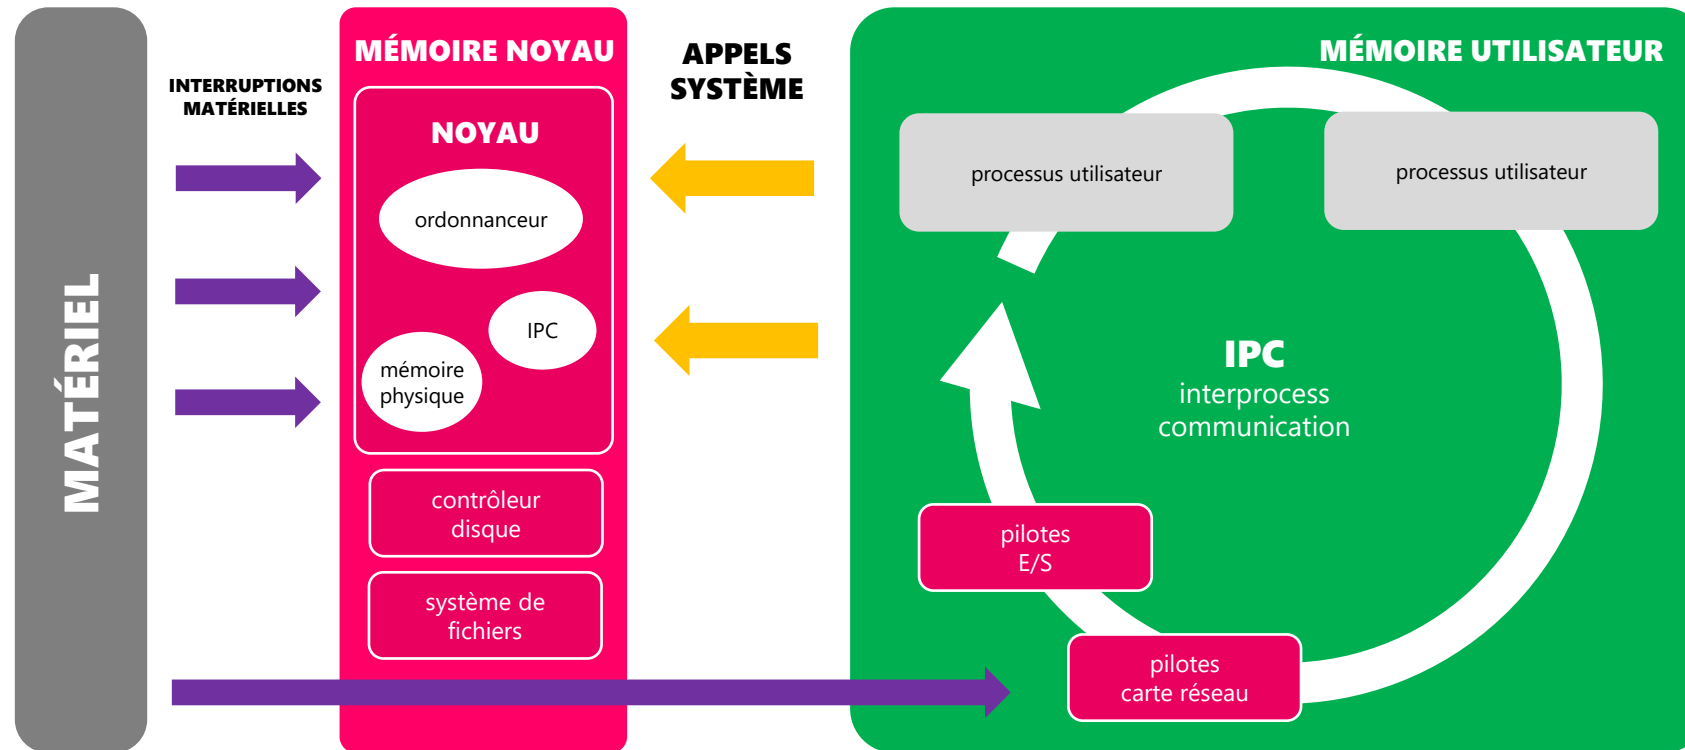 MATÉRIEL
INTERRUPTIONS
MATÉRIELLES
MÉMOIRE NOYAU
NOYAU
ordonnanceur
IPC
mémoire
physique
contrôleur
disque
système de
fichiers
APPELS
SYSTÈME
MÉMOIRE UTILISATEUR
processus utilisateur
processus utilisateur
IPC
interprocess
communication
pilotes
E/S
pilotes
carte réseau